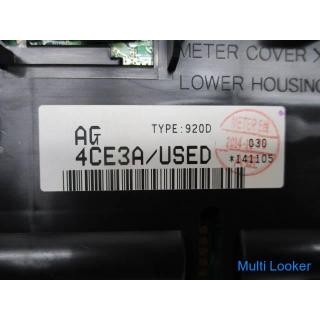 METER COVER
LOWER HOUSING
TYPE:920D
AG
4CE3A/USED
030
*141105
Multi Looker